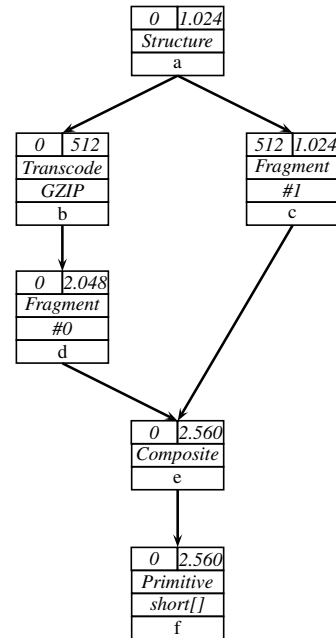 0 1.024
Structure
a
0 512
Transcode
GZIP
b
512 1.024
Fragment
#1
c
0 2.048
Fragment
#0
d
0 2.560
Composite
e
0 2.560
Primitive
short[]
f